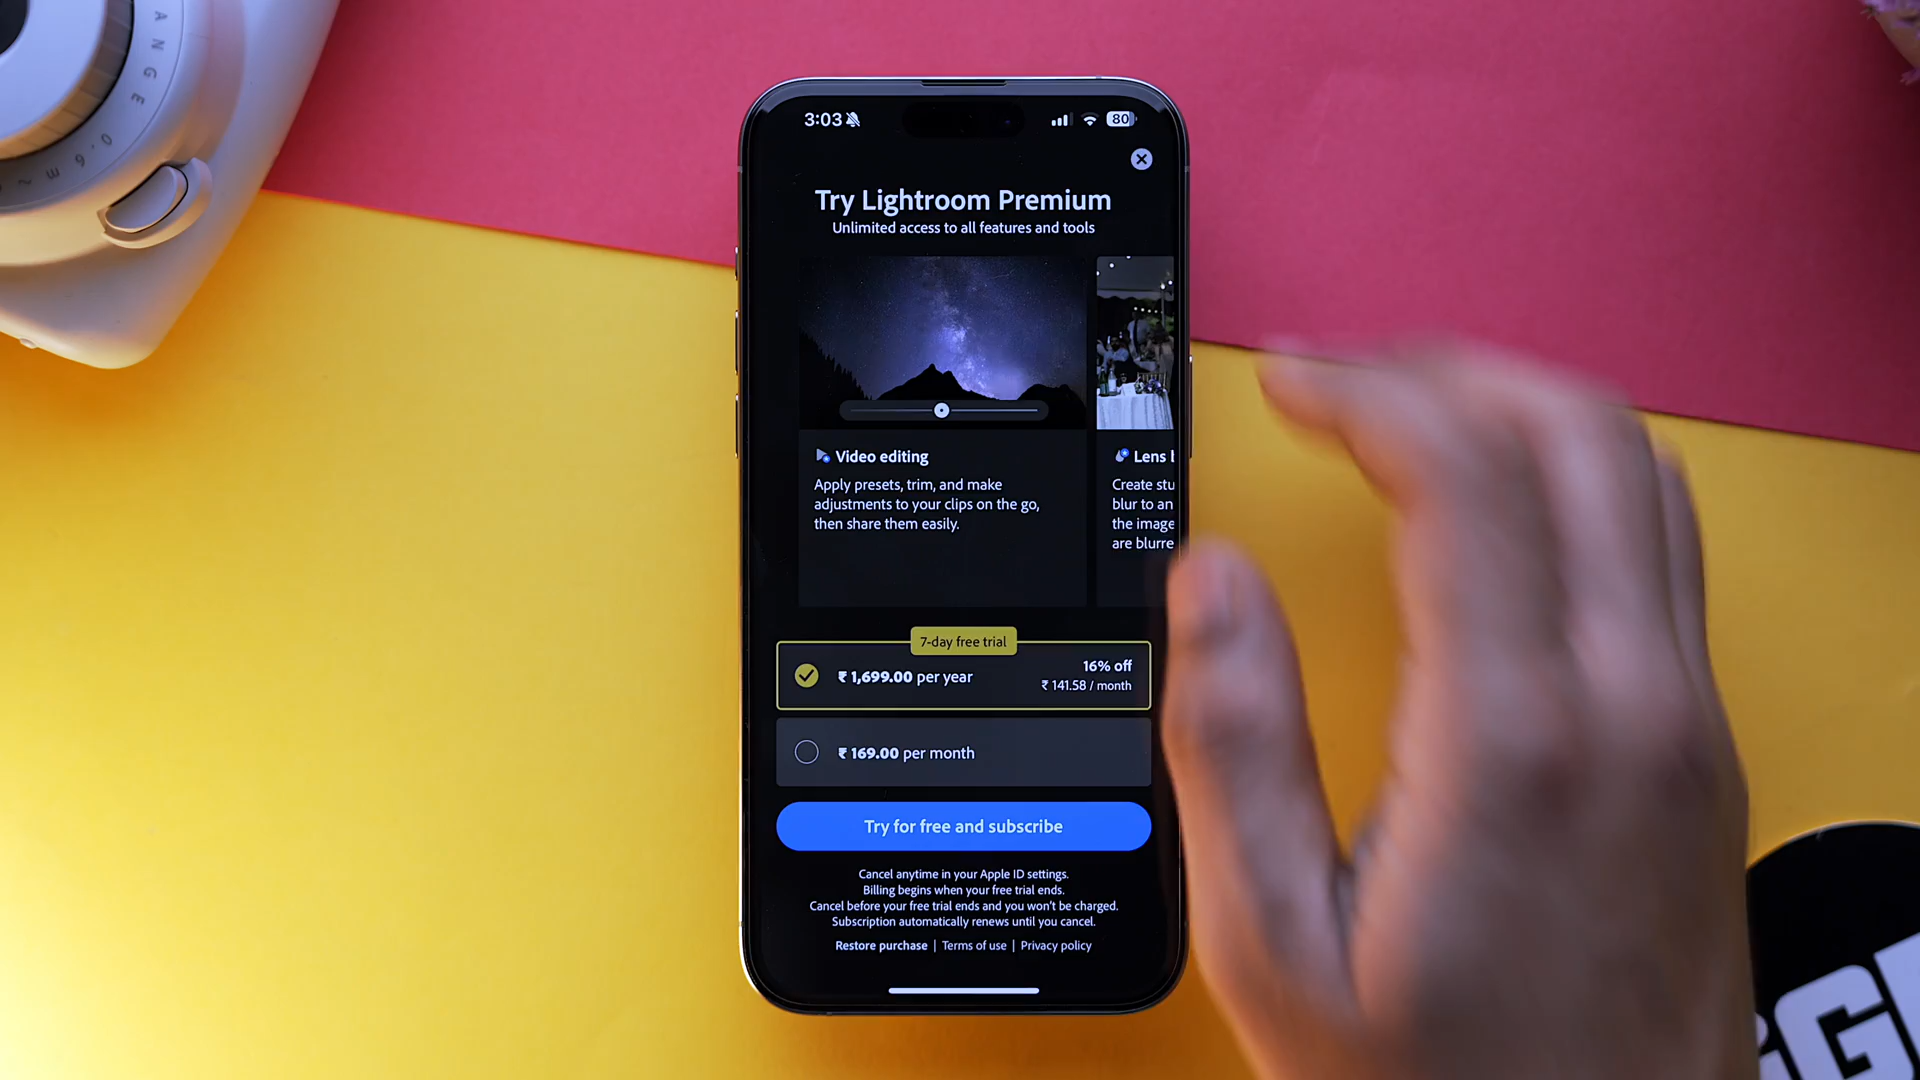 ANGE
0.6 m ~
3:03
80
Try Lightroom Premium
Unlimited access to all features and tools
Video editing
Apply presets, trim, and make
adjustments to your clips on the go,
then share them easily.
Lens
Create
blur to an
the image
are
7-day free trial
₹ 1,699.00 per year
16% off
₹ 141.58 / month
₹ 169.00 per month
Try for free and subscribe
Cancel anytime in your Apple ID settings.
Billing begins when your free trial ends.
Cancel before your free trial ends and you won't be charged.
Subscription automatically renews until you cancel.
Restore purchase | Terms of use | Privacy policy